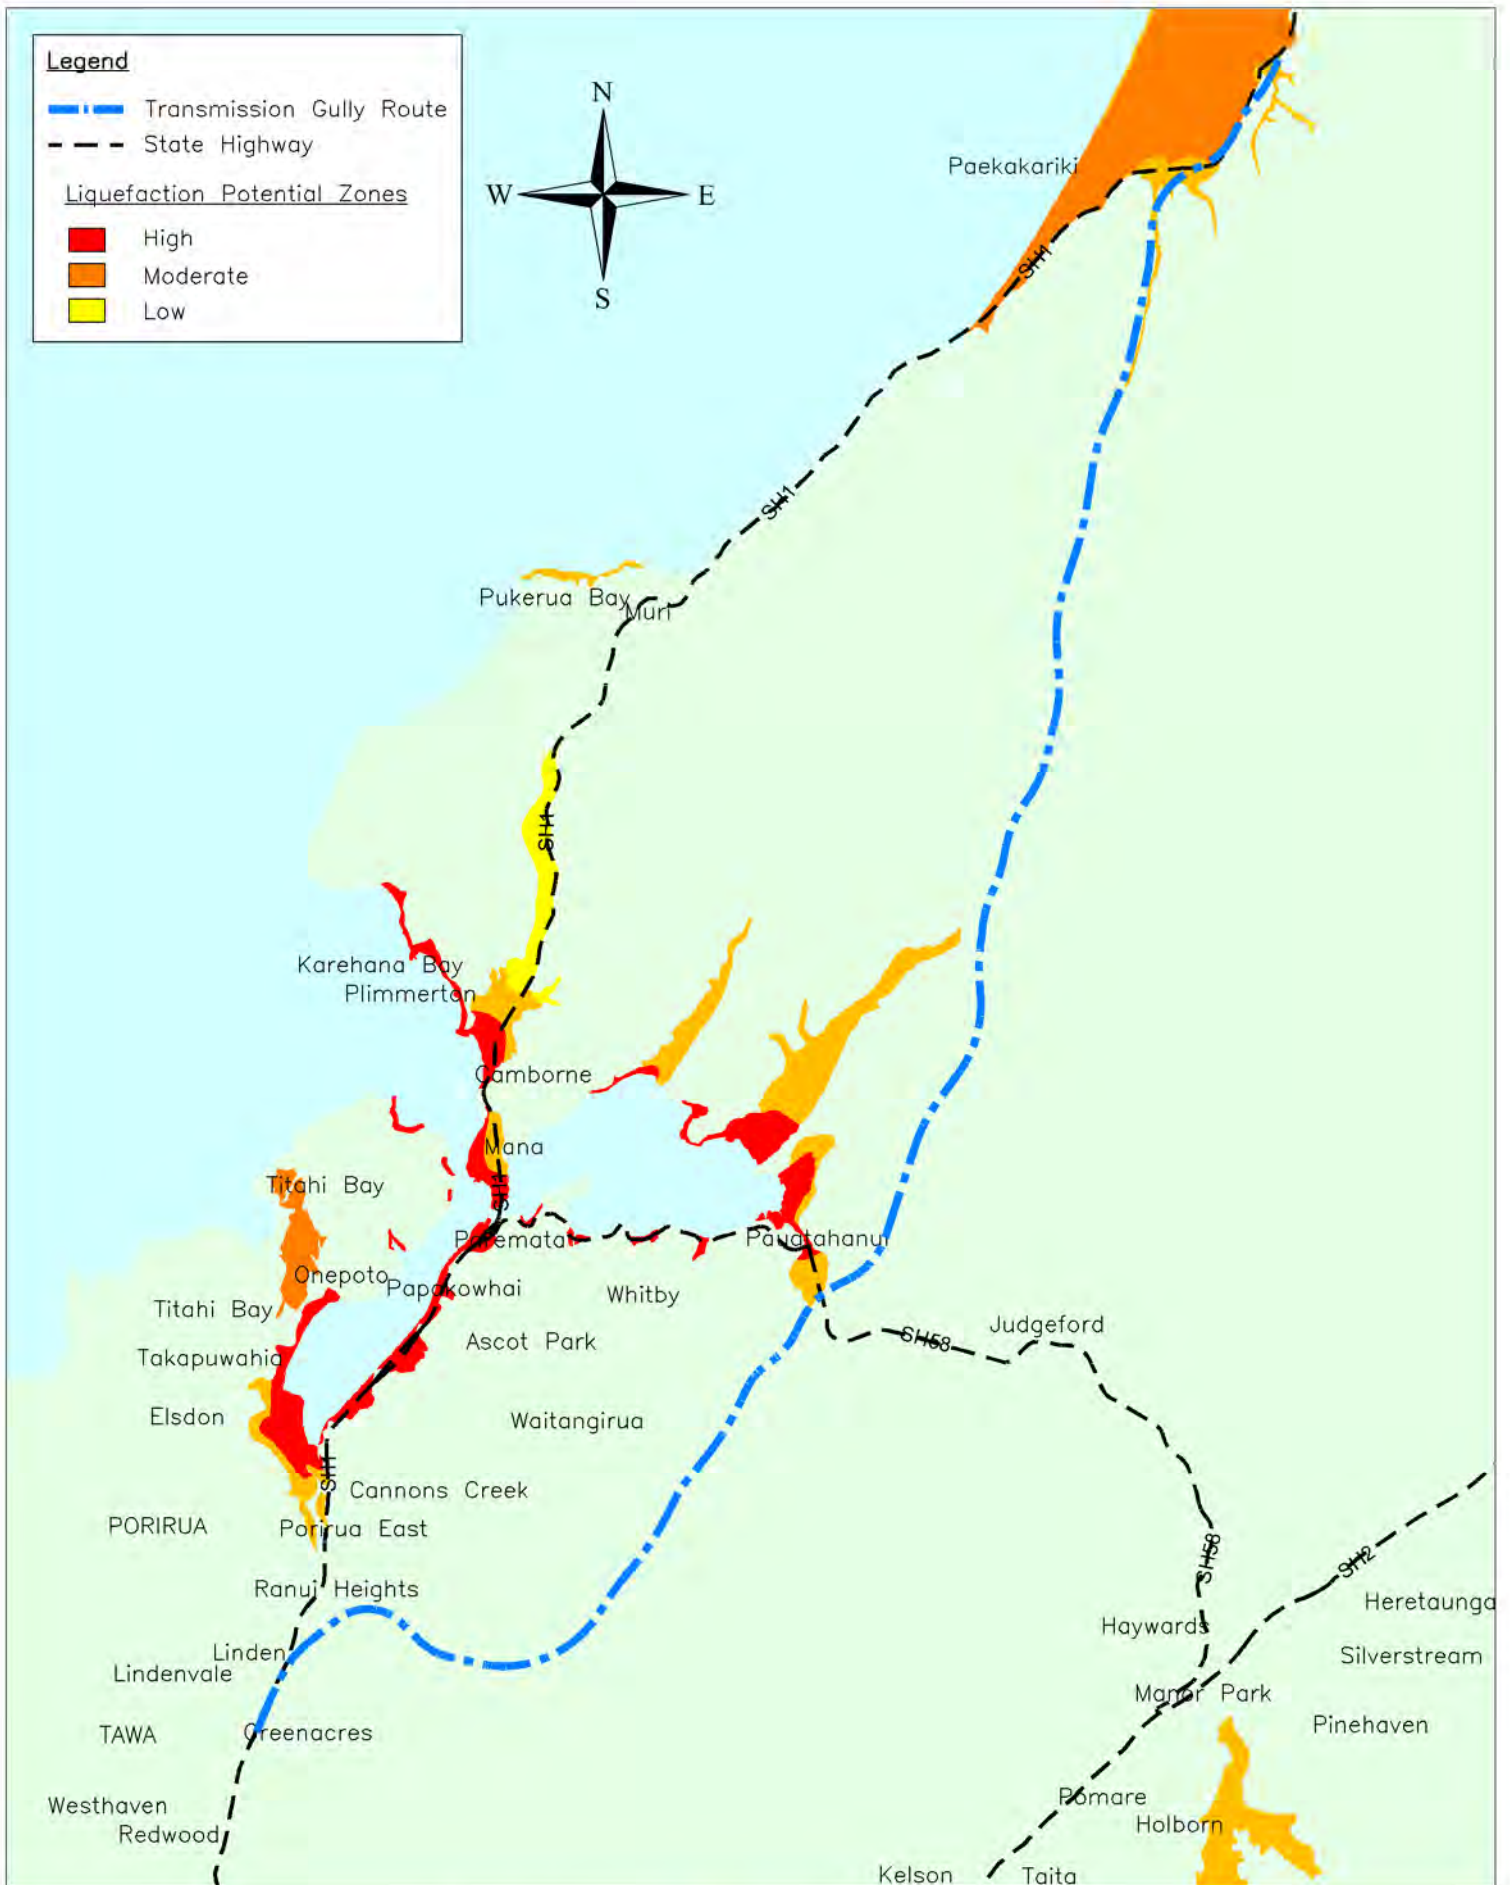 Legend
Transmission Gully Route
State Highway
Liquefaction Potential Zones
High
Moderate
Low
N
W
E
S
Paekakariki
SH1
SH1
Pukerua Bay
Muri
SH1
Karehana Bay
Plimmerton
Camborne
Mana
Titahi Bay
SH1
Paremata
Pauatahanui
Onepoto
Papakowhai
Whitby
Titahi Bay
Judgeford
SH58
Ascot Park
Takapuwahia
Elsdon
Waitangirua
SH1
Cannons Creek
PORIRUA
Porirua East
SH58
SH2
Ranui Heights
Heretaunga
Haywards
Linden
Silverstream
Lindenvale
Manor Park
Pinehaven
TAWA
Greenacres
Pomare
Westhaven
Holborn
Redwood
Kelson
Taita